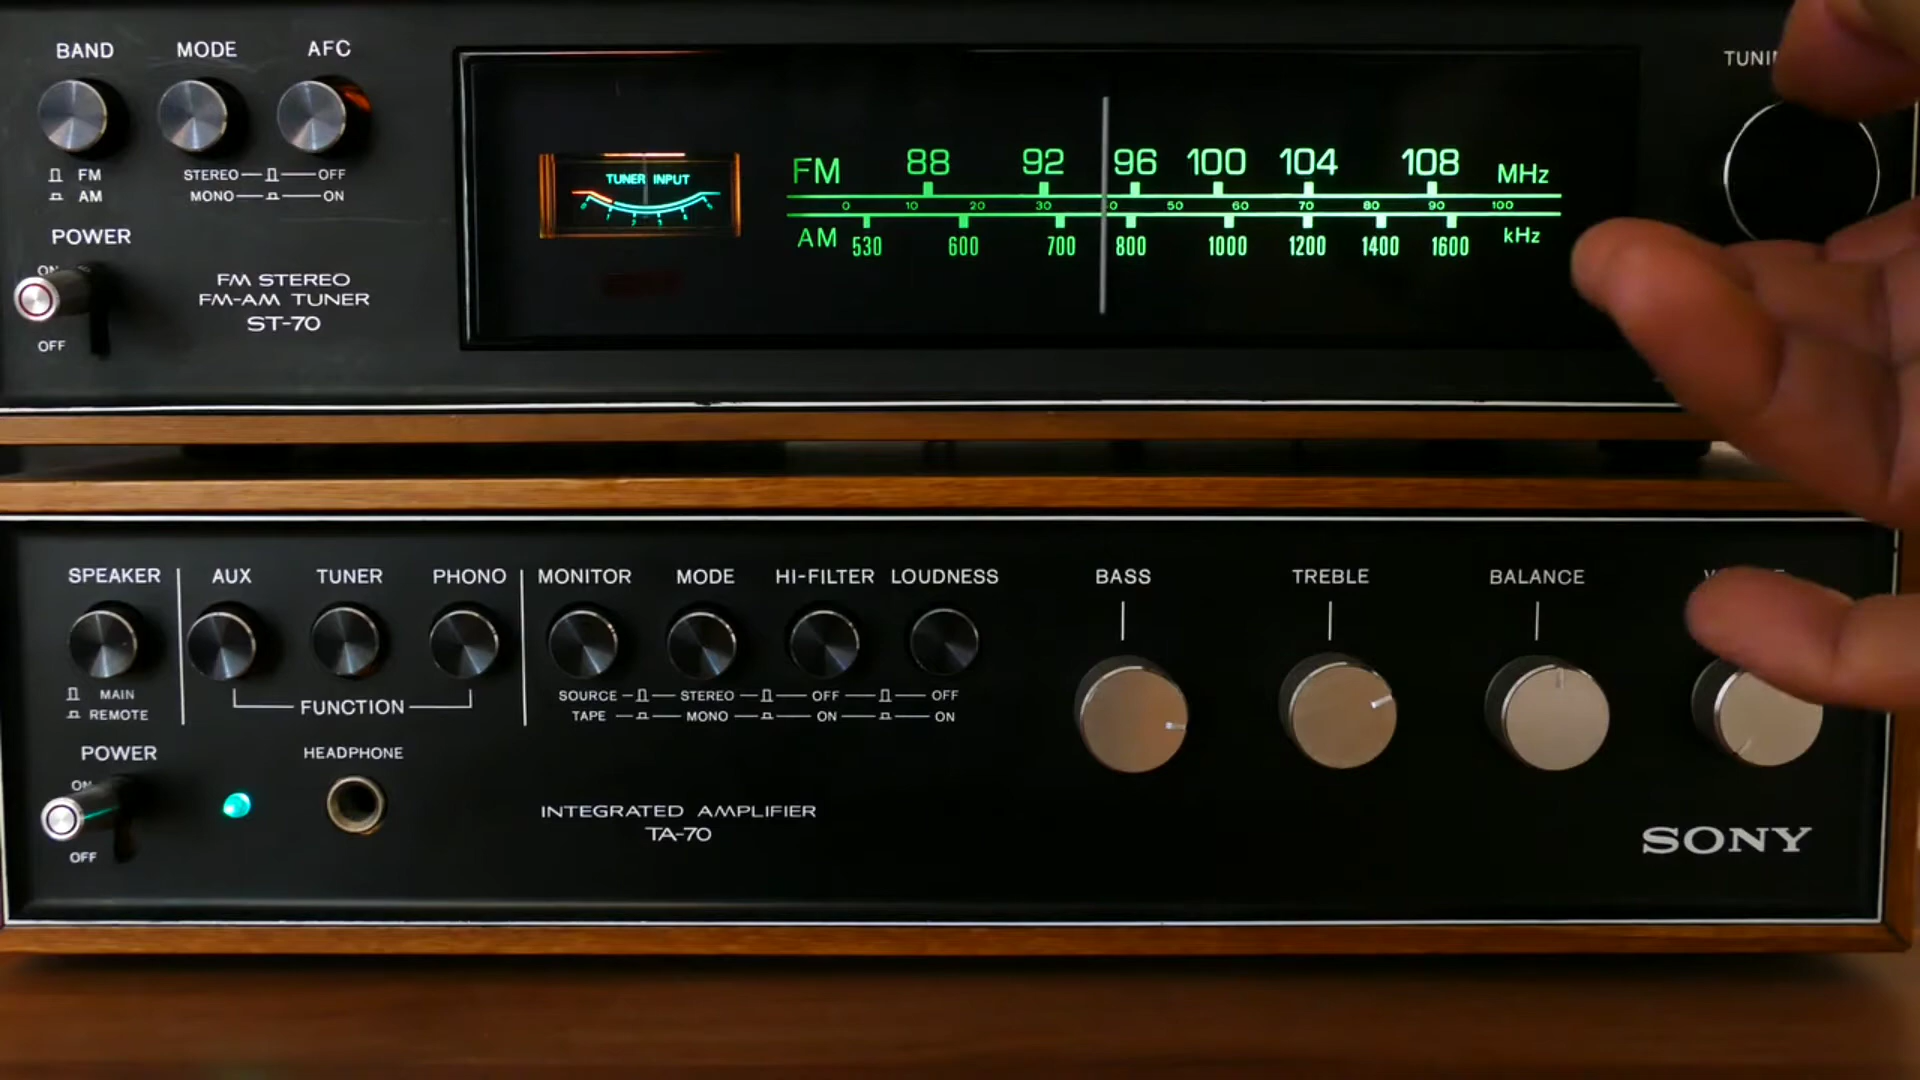 BAND MODE AFC
FM STEREO OFF
AM MONO ON
POWER
ON
OFF
FM STEREO
FM-AM TUNER
ST-70
TUNER INPUT
FM 88 92 96 100 104 108 MHz
0 10 20 30 50 60 70 80 90 100
AM 530 600 700 800 1000 1200 1400 1600 kHz
SPEAKER AUX TUNER PHONO MONITOR MODE HI-FILTER LOUDNESS BASS TREBLE BALANCE
MAIN SOURCE STEREO OFF OFF
REMOTE FUNCTION TAPE MONO ON ON
POWER HEADPHONE
ON
OFF
INTEGRATED AMPLIFIER
TA-70
SONY